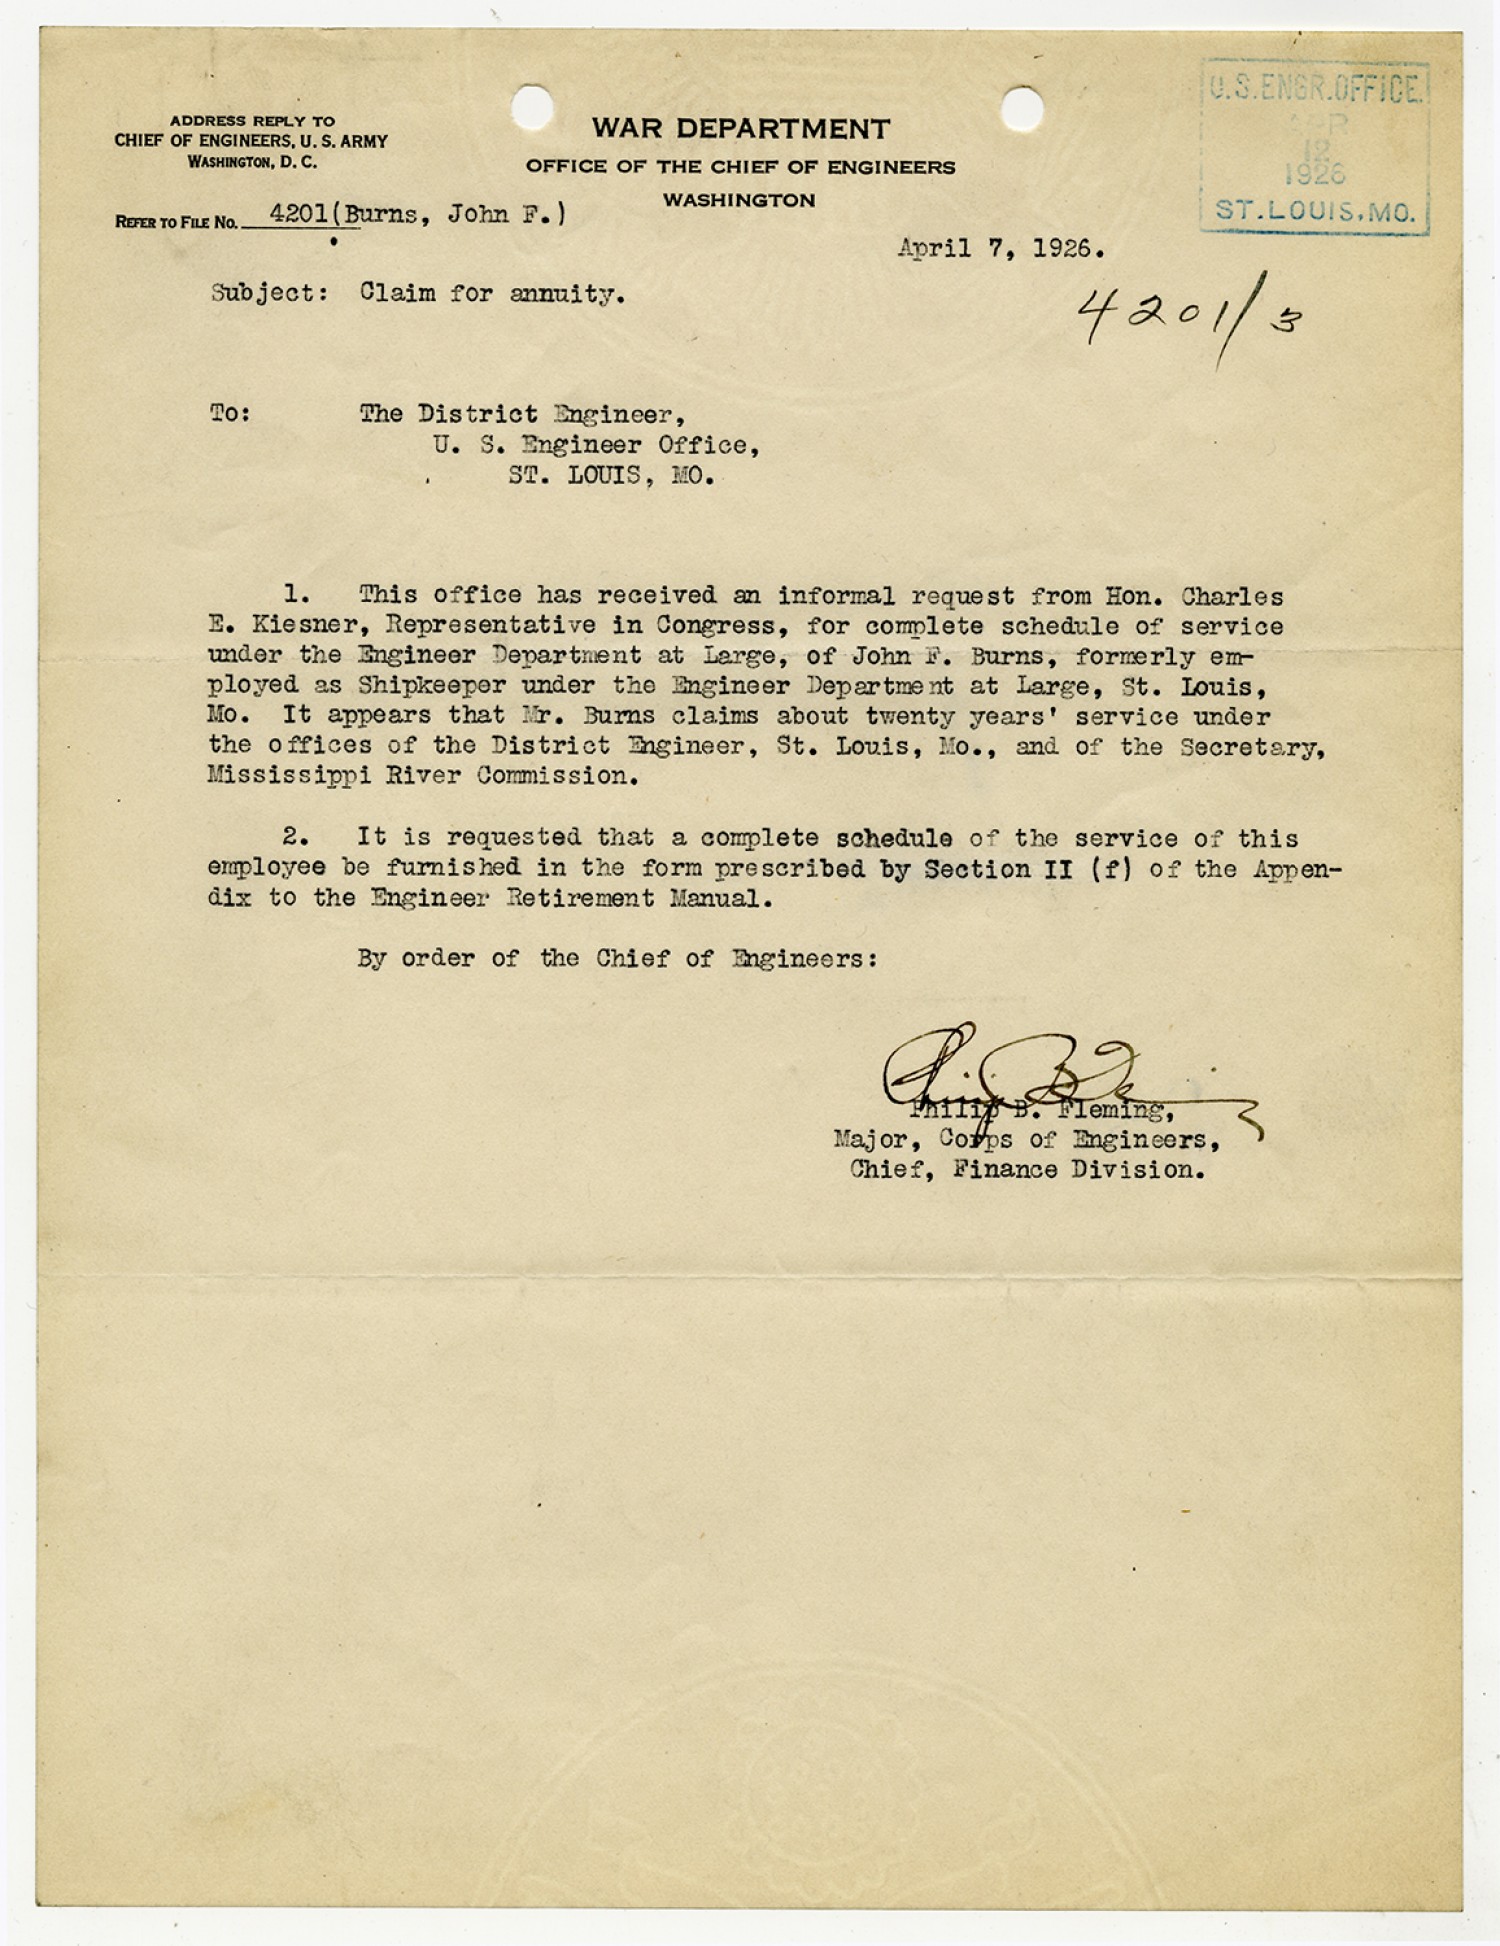 ADDRESS REPLY TO
CHIEF OF ENGINEERS, U. S. ARMY
WASHINGTON, D. C.
WAR DEPARTMENT
OFFICE OF THE CHIEF OF ENGINEERS
WASHINGTON
U.S.ENGR.OFFICE.
APR
12
1926
ST.LOUIS,MO.
REFER TO FILE NO. 4201(Burns, John F.)
April 7, 1926.
Subject: Claim for annuity.
4201/3
To: The District Engineer,
U. S. Engineer Office,
ST. LOUIS, MO.
1. This office has received an informal request from Hon. Charles
E. Kiesner, Representative in Congress, for complete schedule of service
under the Engineer Department at Large, of John F. Burns, formerly em-
ployed as Shipkeeper under the Engineer Department at Large, St. Louis,
Mo. It appears that Mr. Burns claims about twenty years' service under
the offices of the District Engineer, St. Louis, Mo., and of the Secretary,
Mississippi River Commission.
2. It is requested that a complete schedule of the service of this
employee be furnished in the form prescribed by Section II (f) of the Appen-
dix to the Engineer Retirement Manual.
By order of the Chief of Engineers:
Philip B. Fleming,
Major, Corps of Engineers,
Chief, Finance Division.